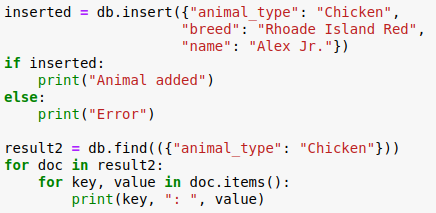 inserted = db.insert({"animal_type": "Chicken",
                     "breed": "Rhoade Island Red",
                     "name": "Alex Jr."})
if inserted:
    print("Animal added")
else:
    print("Error")

result2 = db.find(({"animal_type": "Chicken"}))
for doc in result2:
    for key, value in doc.items():
        print(key, ": ", value)